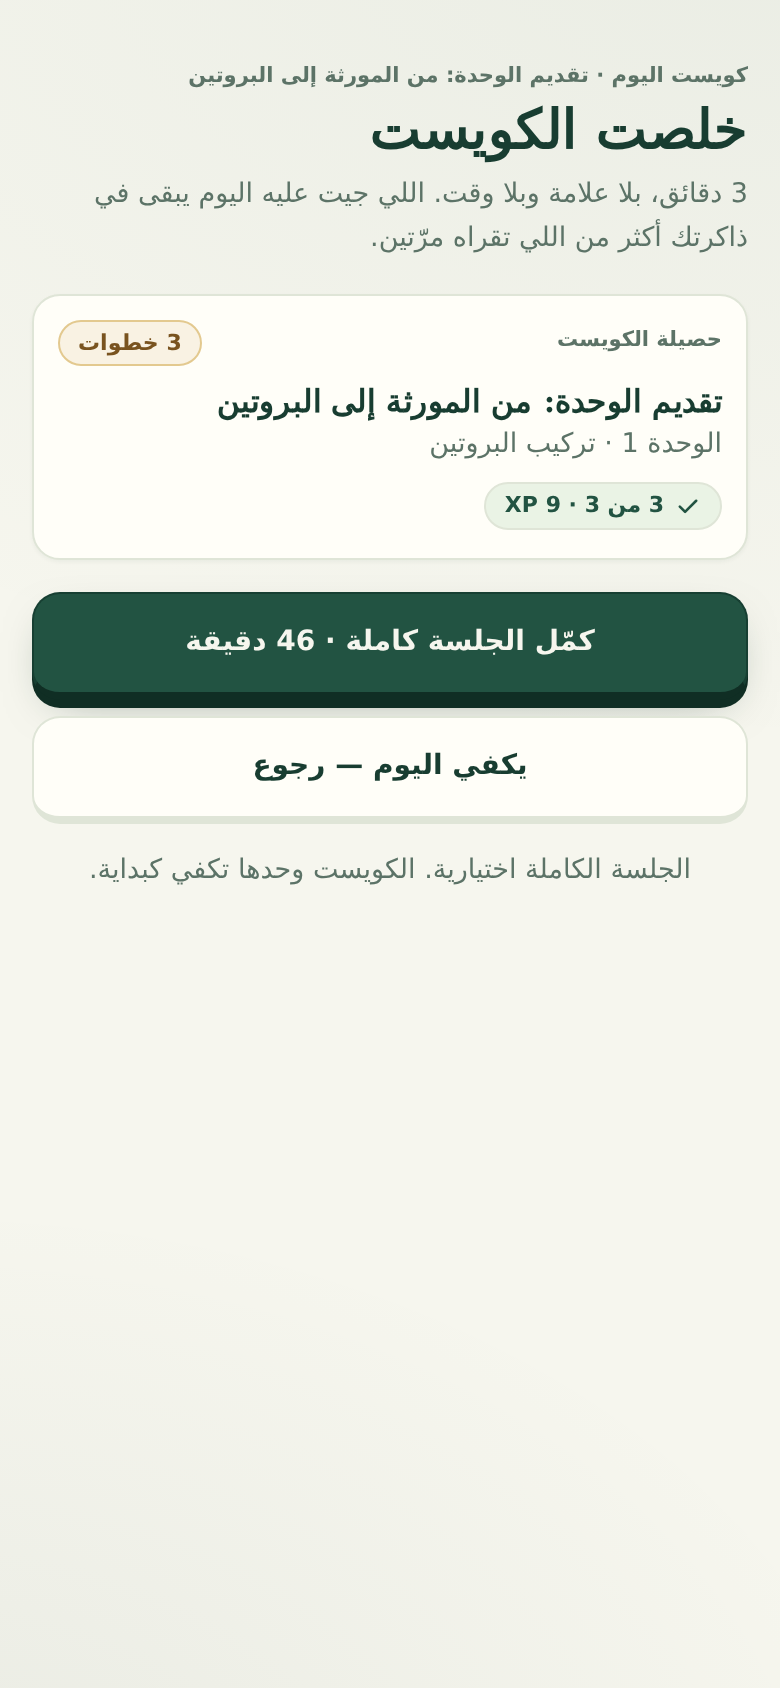 كويست اليوم · تقديم الوحدة: من المورثة إلى البروتين
خلصت الكويست
3 دقائق، بلا علامة وبلا وقت. اللي جيت عليه اليوم يبقى في
ذاكرتك أكثر من اللي تقراه مرّتين.
حصيلة الكويست
3 خطوات
تقديم الوحدة: من المورثة إلى البروتين
الوحدة 1 · تركيب البروتين
3 من 3 · 9 XP
كمّل الجلسة كاملة · 46 دقيقة
يكفي اليوم — رجوع
الجلسة الكاملة اختيارية. الكويست وحدها تكفي كبداية.